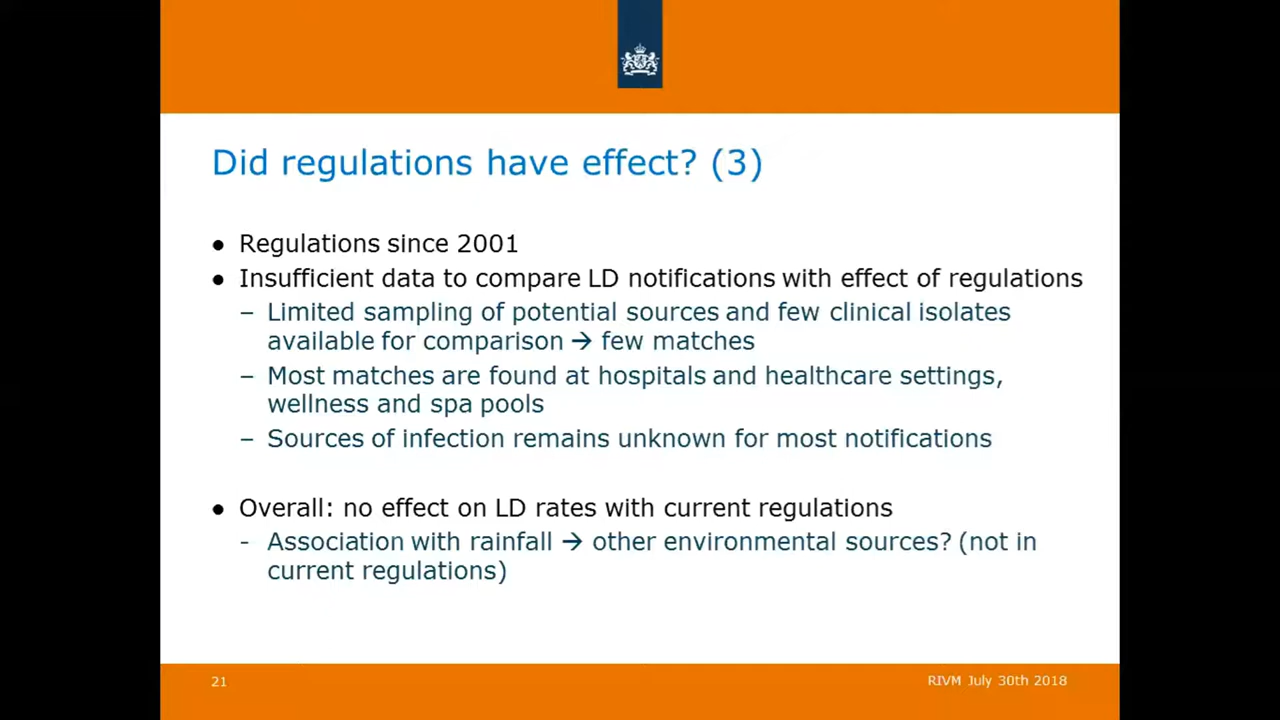 Did regulations have effect? (3)
● Regulations since 2001
● Insufficient data to compare LD notifications with effect of regulations
– Limited sampling of potential sources and few clinical isolates
available for comparison → few matches
– Most matches are found at hospitals and healthcare settings,
wellness and spa pools
– Sources of infection remains unknown for most notifications
● Overall: no effect on LD rates with current regulations
- Association with rainfall → other environmental sources? (not in
current regulations)
21
RIVM July 30th 2018